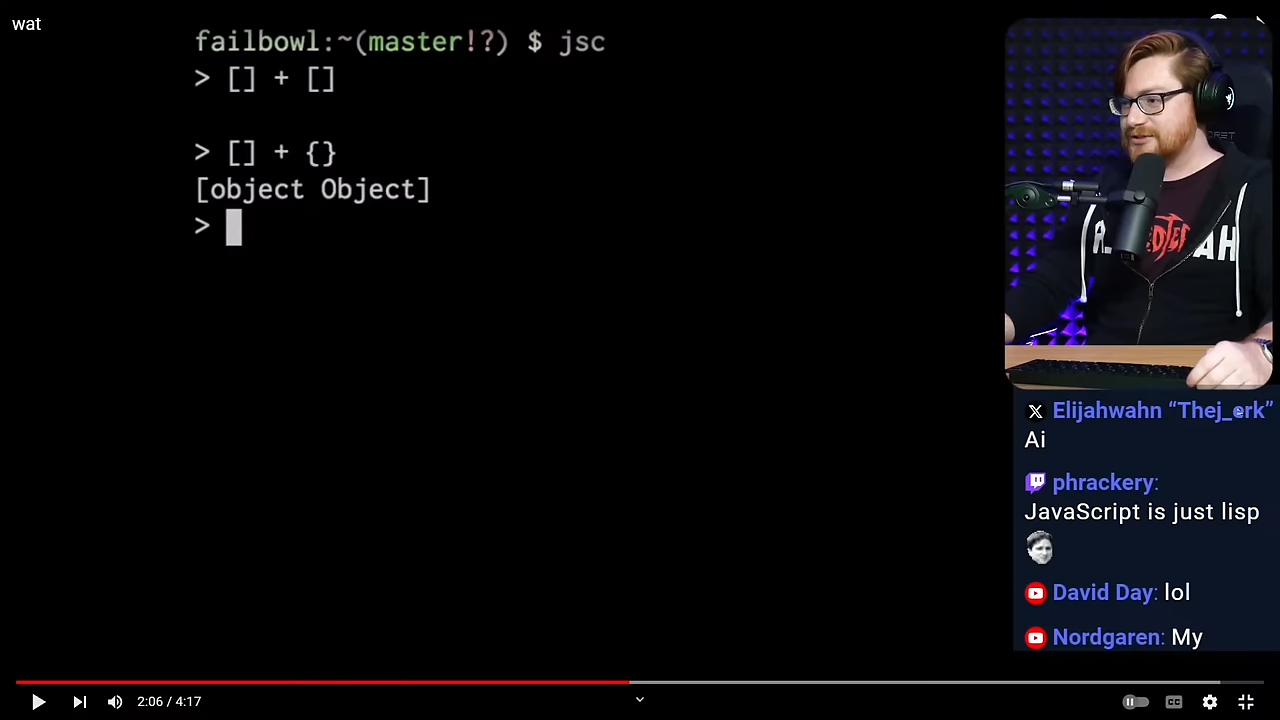 wat
failbowl:~(master!?) $ jsc
> [] + []
> [] + {}
[object Object]
>
Elijahwahn “Thej_erk”
Ai
phrackery:
JavaScript is just lisp
David Day: lol
Nordgaren: My
2:06 / 4:17
CC